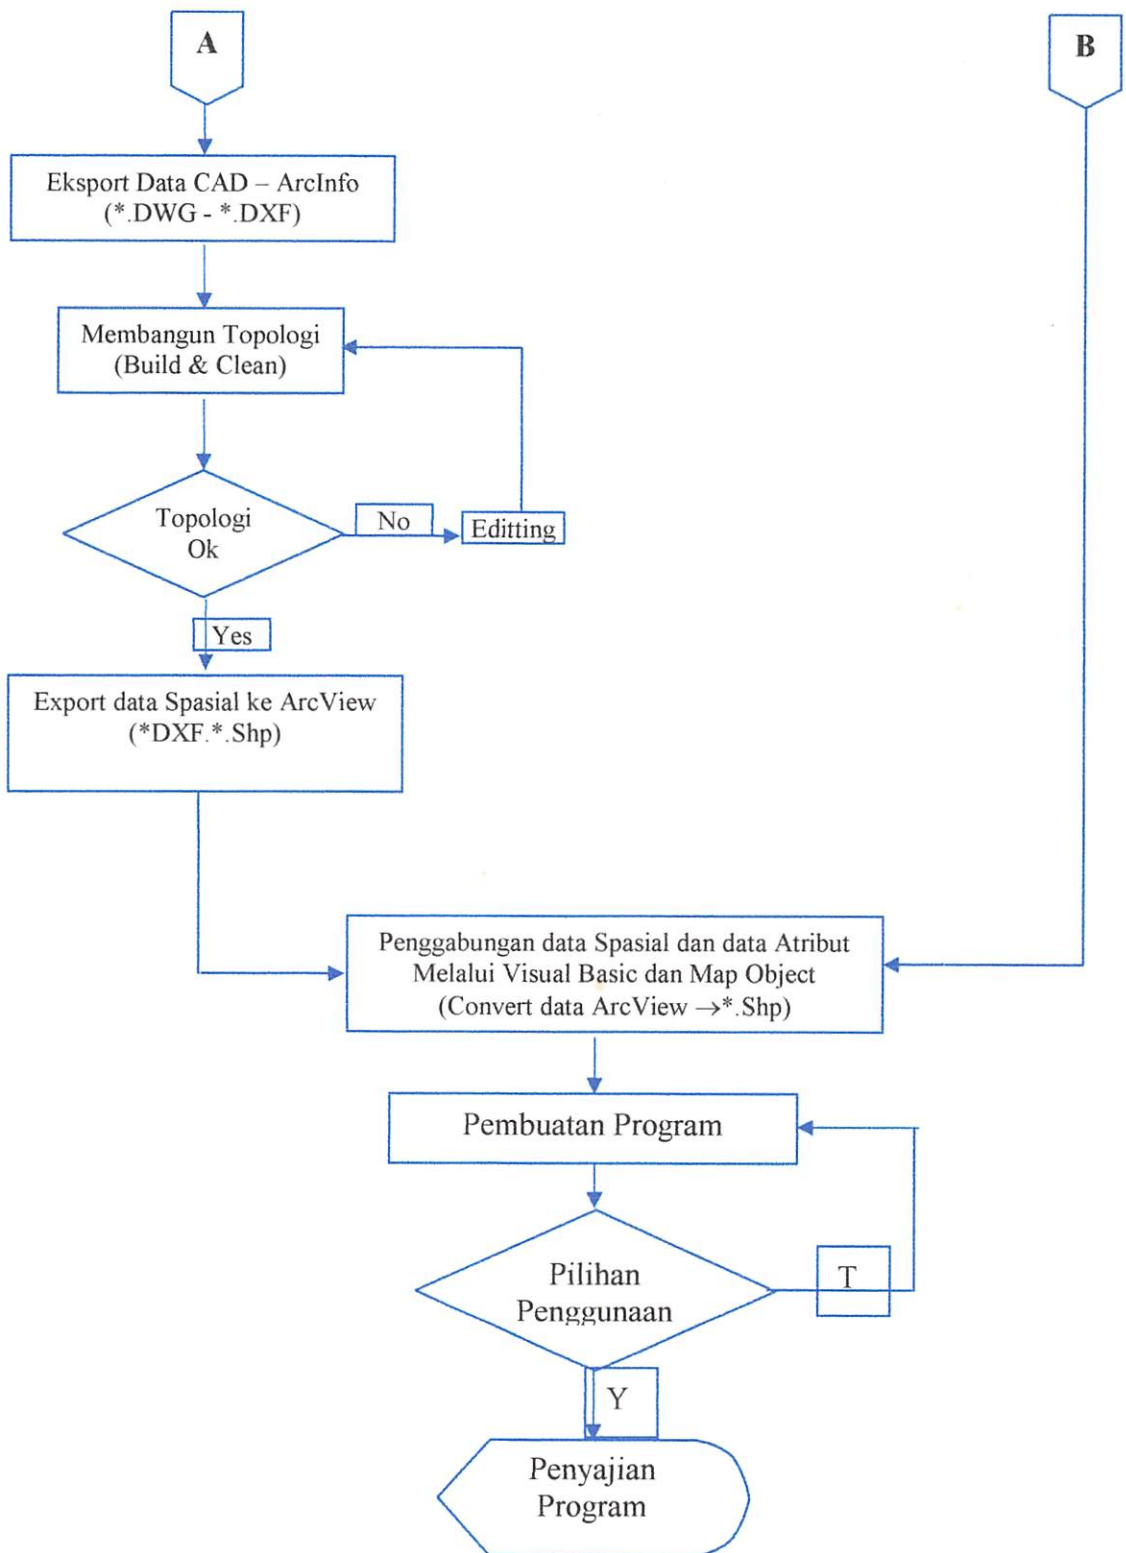 A
B
Eksport Data CAD – ArcInfo
(*.DWG - *.DXF)
Membangun Topologi
(Build & Clean)
Topologi
Ok
No
Editting
Yes
Export data Spasial ke ArcView
(*DXF.*.Shp)
Penggabungan data Spasial dan data Atribut
Melalui Visual Basic dan Map Object
(Convert data ArcView →*.Shp)
Pembuatan Program
Pilihan
Penggunaan
T
Y
Penyajian
Program